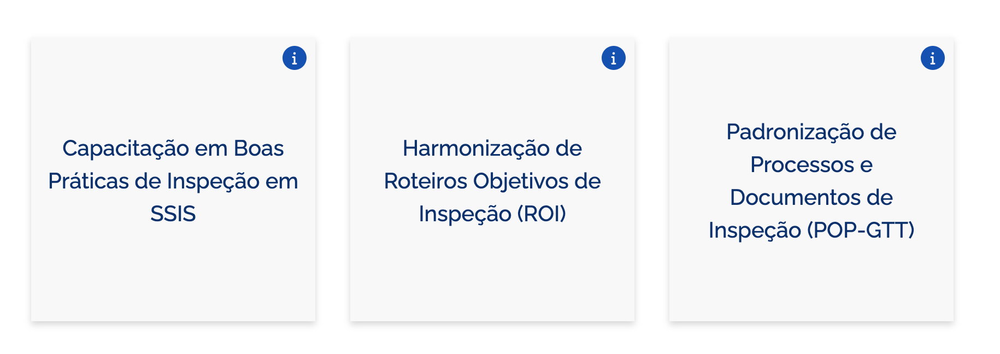 i
Capacitação em Boas
Práticas de Inspeção em
SSIS
i
Harmonização de
Roteiros Objetivos de
Inspeção (ROI)
i
Padronização de
Processos e
Documentos de
Inspeção (POP-GTT)